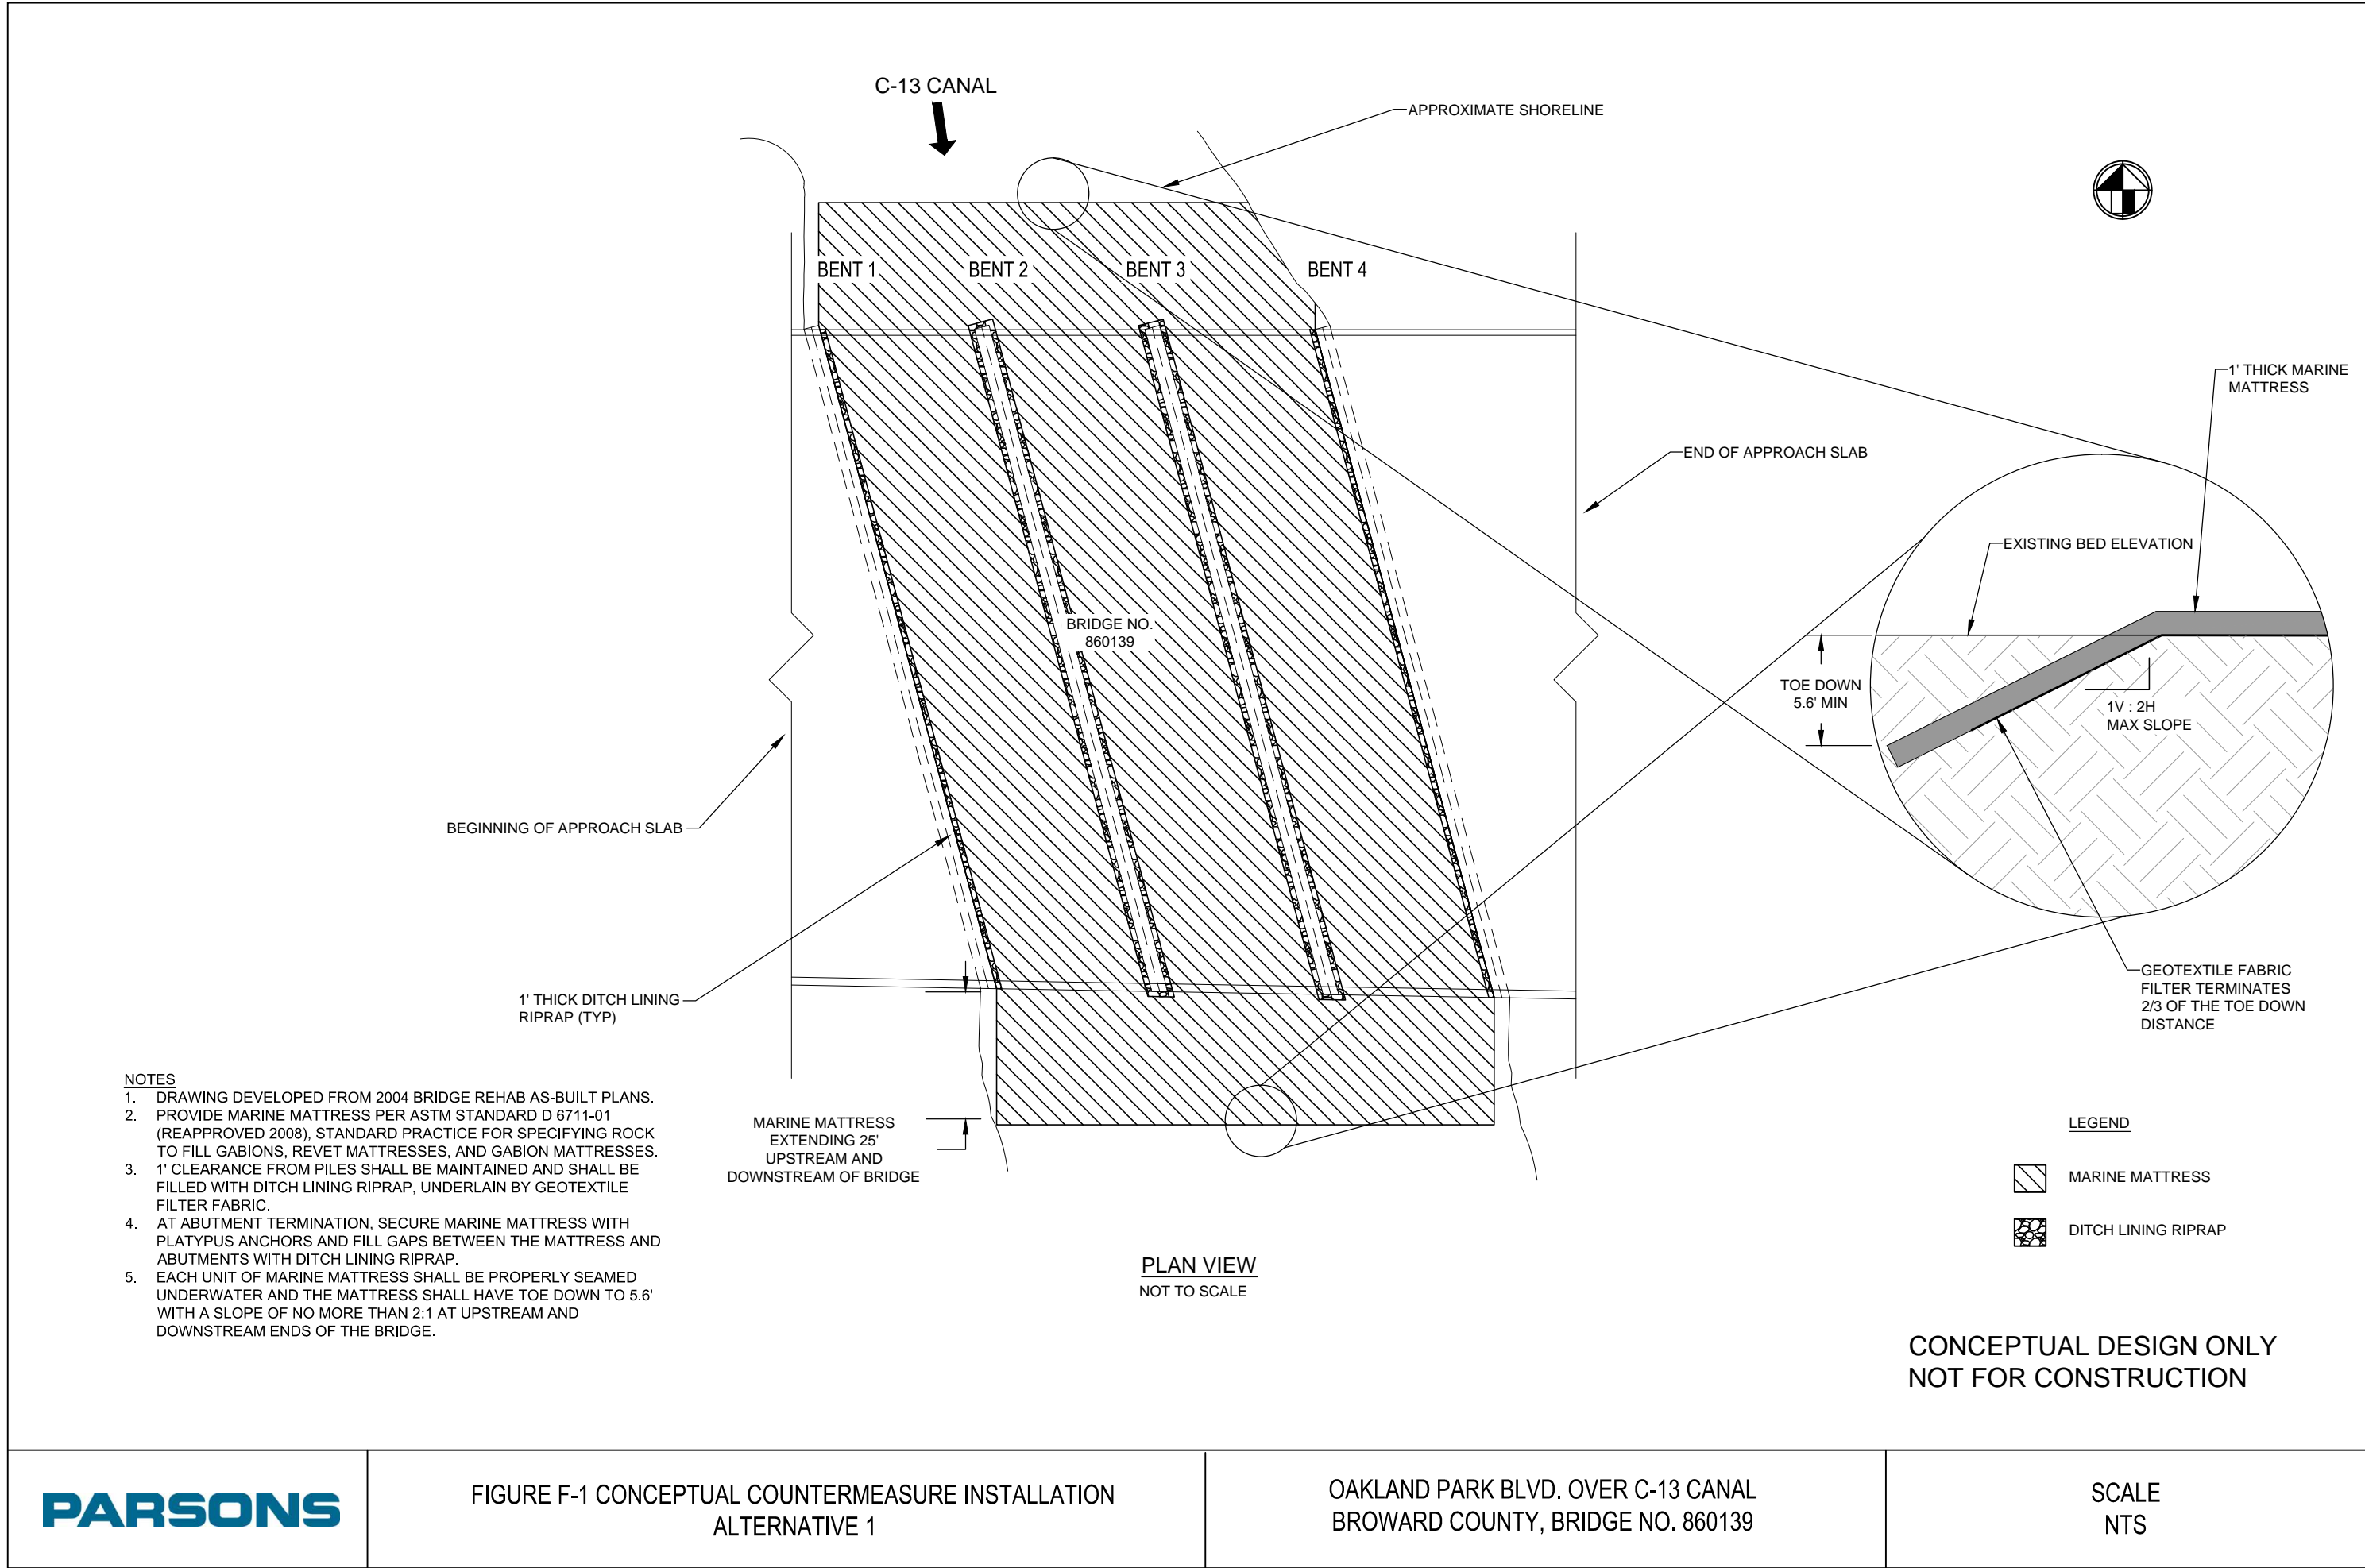 C-13 CANAL
APPROXIMATE SHORELINE
BENT 1
BENT 2
BENT 3
BENT 4
1' THICK MARINE
MATTRESS
END OF APPROACH SLAB
EXISTING BED ELEVATION
BRIDGE NO.
860139
TOE DOWN
5.6' MIN
1V : 2H
MAX SLOPE
BEGINNING OF APPROACH SLAB
GEOTEXTILE FABRIC
FILTER TERMINATES
2/3 OF THE TOE DOWN
DISTANCE
1' THICK DITCH LINING
RIPRAP (TYP)
MARINE MATTRESS
EXTENDING 25'
UPSTREAM AND
DOWNSTREAM OF BRIDGE
NOTES
1. DRAWING DEVELOPED FROM 2004 BRIDGE REHAB AS-BUILT PLANS.
2. PROVIDE MARINE MATTRESS PER ASTM STANDARD D 6711-01
(REAPPROVED 2008), STANDARD PRACTICE FOR SPECIFYING ROCK
TO FILL GABIONS, REVET MATTRESSES, AND GABION MATTRESSES.
3. 1' CLEARANCE FROM PILES SHALL BE MAINTAINED AND SHALL BE
FILLED WITH DITCH LINING RIPRAP, UNDERLAIN BY GEOTEXTILE
FILTER FABRIC.
4. AT ABUTMENT TERMINATION, SECURE MARINE MATTRESS WITH
PLATYPUS ANCHORS AND FILL GAPS BETWEEN THE MATTRESS AND
ABUTMENTS WITH DITCH LINING RIPRAP.
5. EACH UNIT OF MARINE MATTRESS SHALL BE PROPERLY SEAMED
UNDERWATER AND THE MATTRESS SHALL HAVE TOE DOWN TO 5.6'
WITH A SLOPE OF NO MORE THAN 2:1 AT UPSTREAM AND
DOWNSTREAM ENDS OF THE BRIDGE.
LEGEND
MARINE MATTRESS
DITCH LINING RIPRAP
PLAN VIEW
NOT TO SCALE
CONCEPTUAL DESIGN ONLY
NOT FOR CONSTRUCTION
PARSONS
FIGURE F-1 CONCEPTUAL COUNTERMEASURE INSTALLATION
ALTERNATIVE 1
OAKLAND PARK BLVD. OVER C-13 CANAL
BROWARD COUNTY, BRIDGE NO. 860139
SCALE
NTS